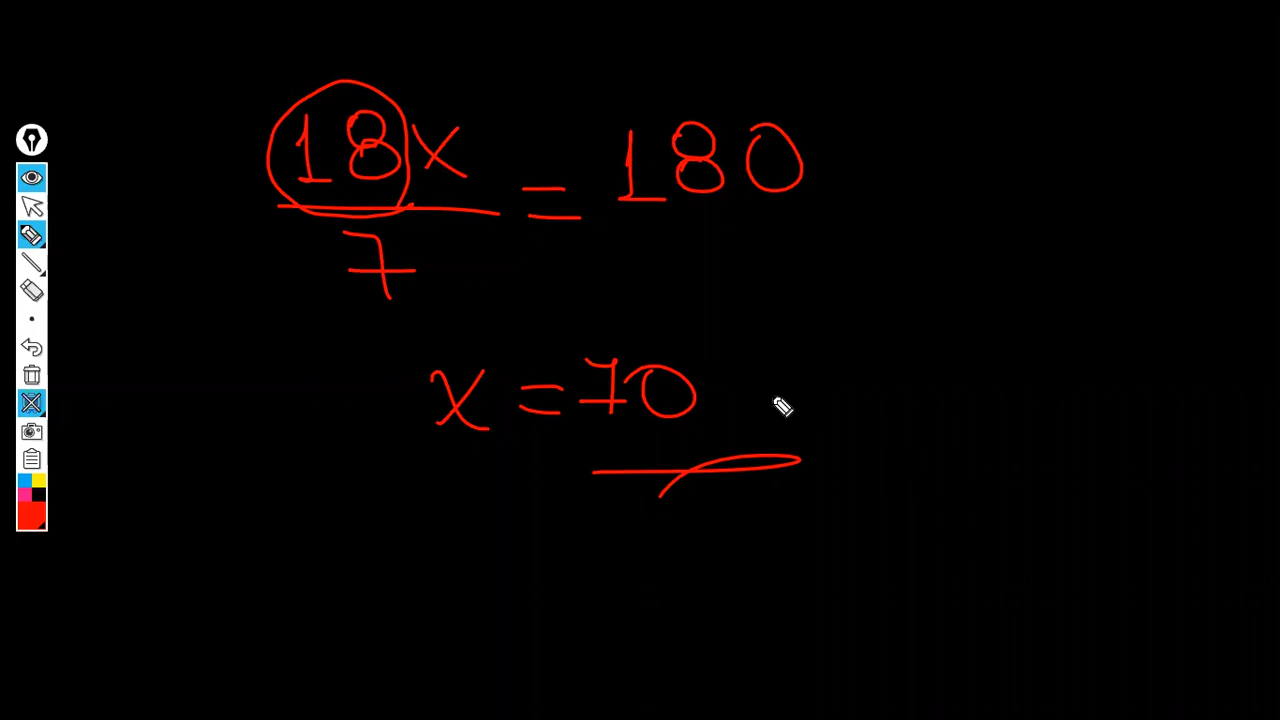 18x/7 = 180
x = 70